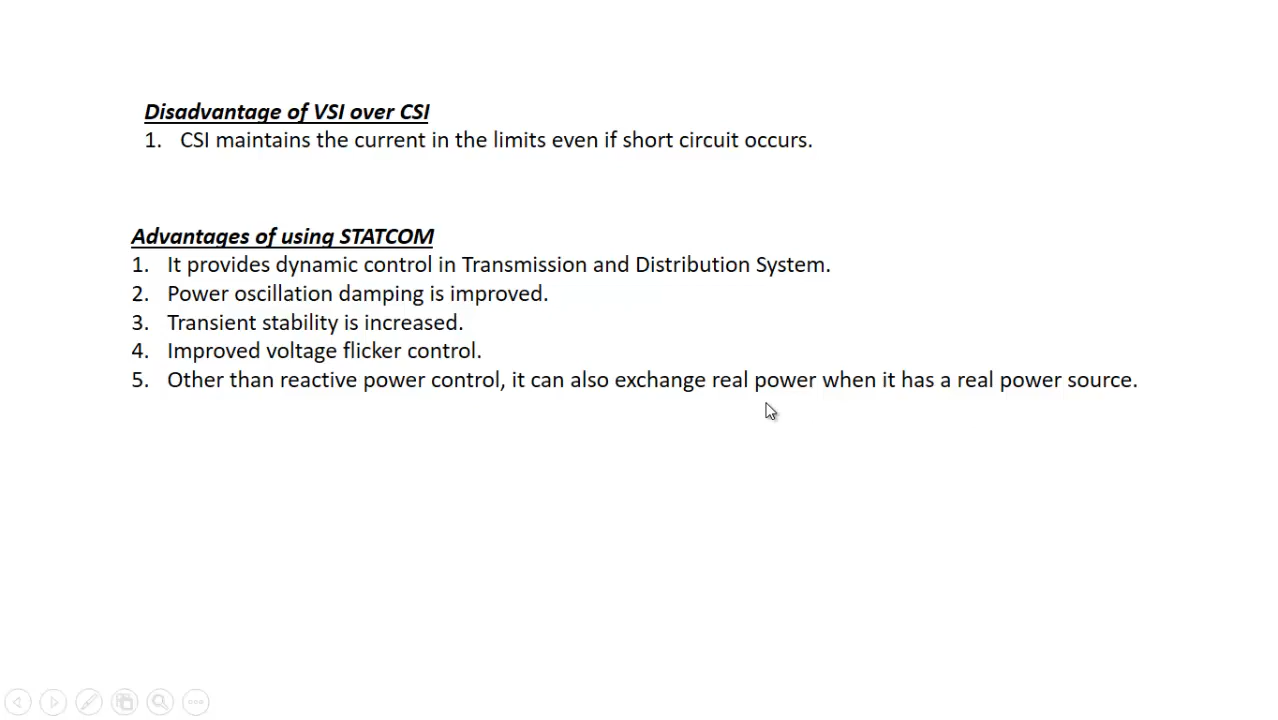 Disadvantage of VSI over CSI
1. CSI maintains the current in the limits even if short circuit occurs.
Advantages of using STATCOM
1. It provides dynamic control in Transmission and Distribution System.
2. Power oscillation damping is improved.
3. Transient stability is increased.
4. Improved voltage flicker control.
5. Other than reactive power control, it can also exchange real power when it has a real power source.